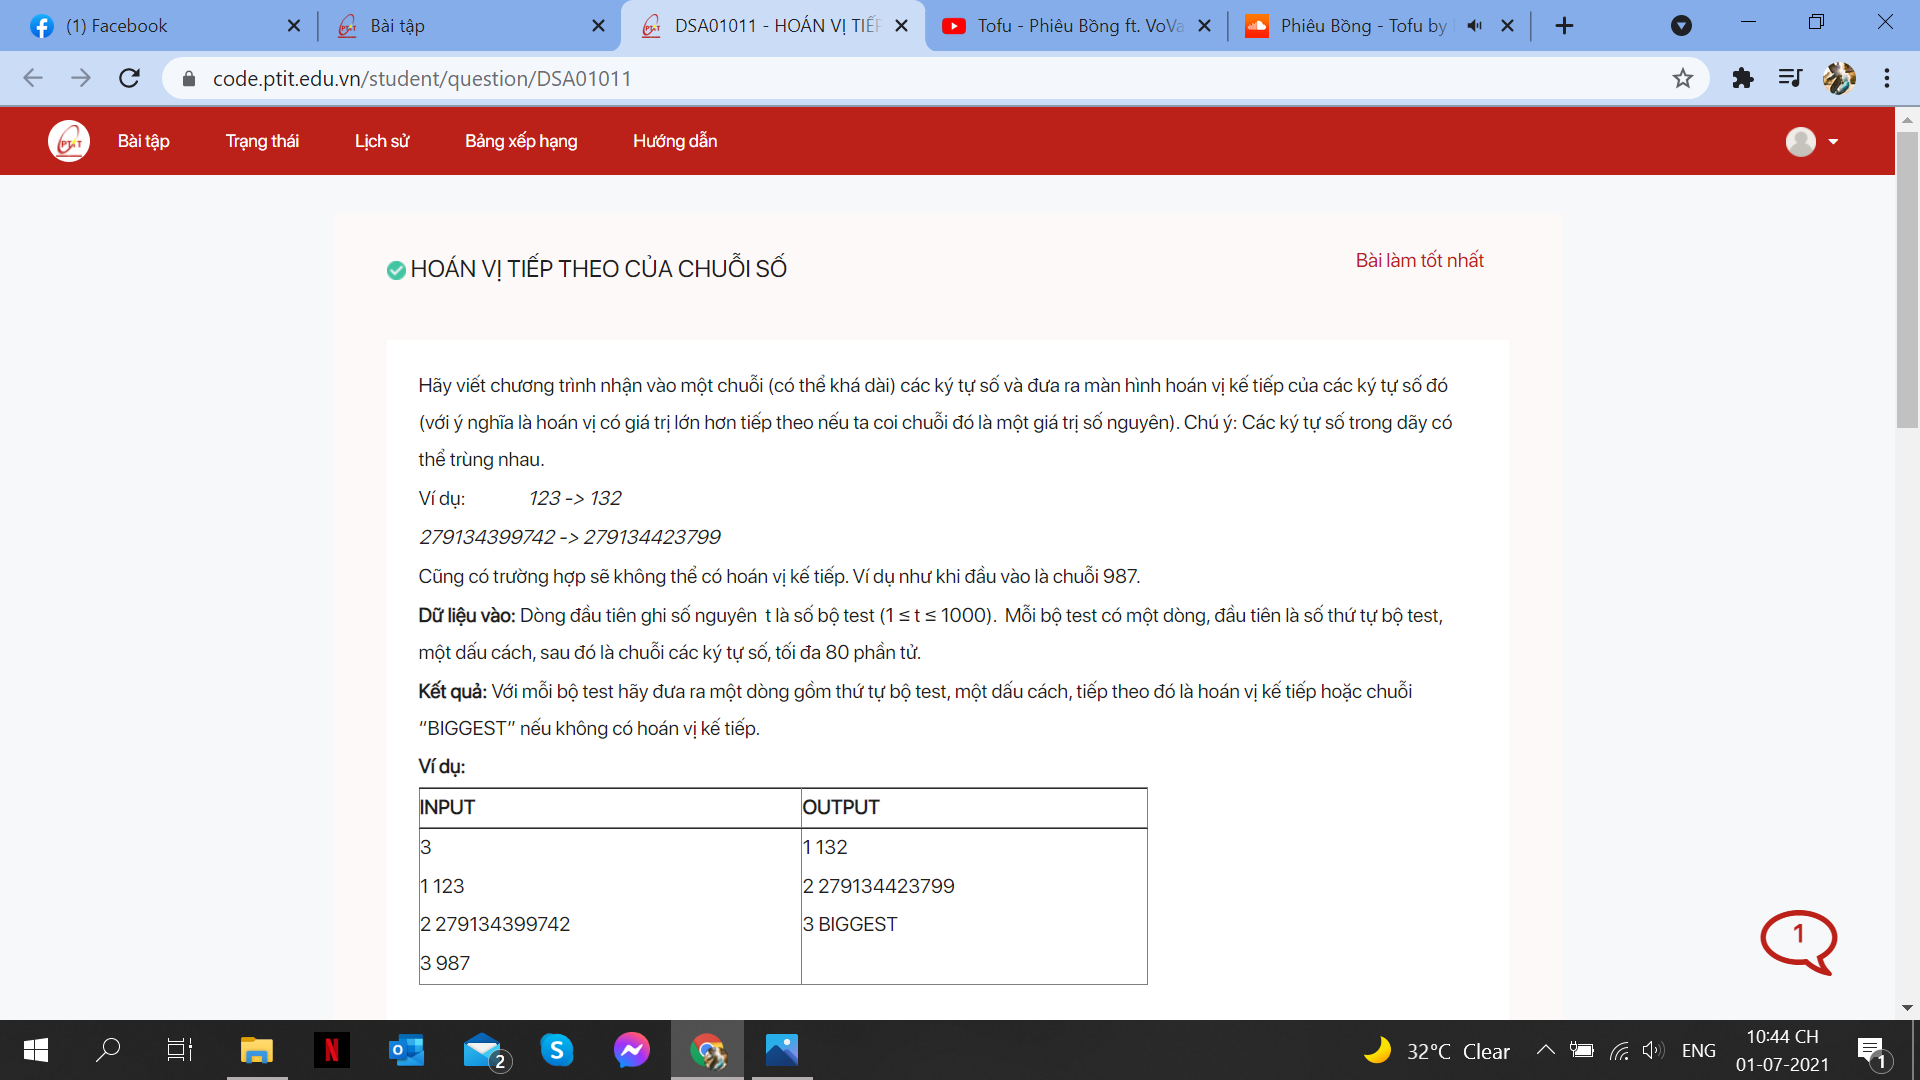 (1) Facebook
Bài tập
DSA01011 - HOÁN VỊ TIẾP
Tofu - Phiêu Bồng ft. VoVa
Phiêu Bồng - Tofu by
code.ptit.edu.vn/student/question/DSA01011
PTIT
Bài tập
Trạng thái
Lịch sử
Bảng xếp hạng
Hướng dẫn
HOÁN VỊ TIẾP THEO CỦA CHUỖI SỐ
Bài làm tốt nhất
Hãy viết chương trình nhận vào một chuỗi (có thể khá dài) các ký tự số và đưa ra màn hình hoán vị kế tiếp của các ký tự số đó
(với ý nghĩa là hoán vị có giá trị lớn hơn tiếp theo nếu ta coi chuỗi đó là một giá trị số nguyên). Chú ý: Các ký tự số trong dãy có
thể trùng nhau.
Ví dụ: 123 -> 132
279134399742 -> 279134423799
Cũng có trường hợp sẽ không thể có hoán vị kế tiếp. Ví dụ như khi đầu vào là chuỗi 987.
Dữ liệu vào: Dòng đầu tiên ghi số nguyên t là số bộ test (1 ≤ t ≤ 1000). Mỗi bộ test có một dòng, đầu tiên là số thứ tự bộ test,
một dấu cách, sau đó là chuỗi các ký tự số, tối đa 80 phần tử.
Kết quả: Với mỗi bộ test hãy đưa ra một dòng gồm thứ tự bộ test, một dấu cách, tiếp theo đó là hoán vị kế tiếp hoặc chuỗi
“BIGGEST” nếu không có hoán vị kế tiếp.
Ví dụ:
INPUT OUTPUT
3 1 132
1 123 2 279134423799
2 279134399742 3 BIGGEST
3 987
1
2
32°C Clear
ENG
10:44 CH
01-07-2021
1